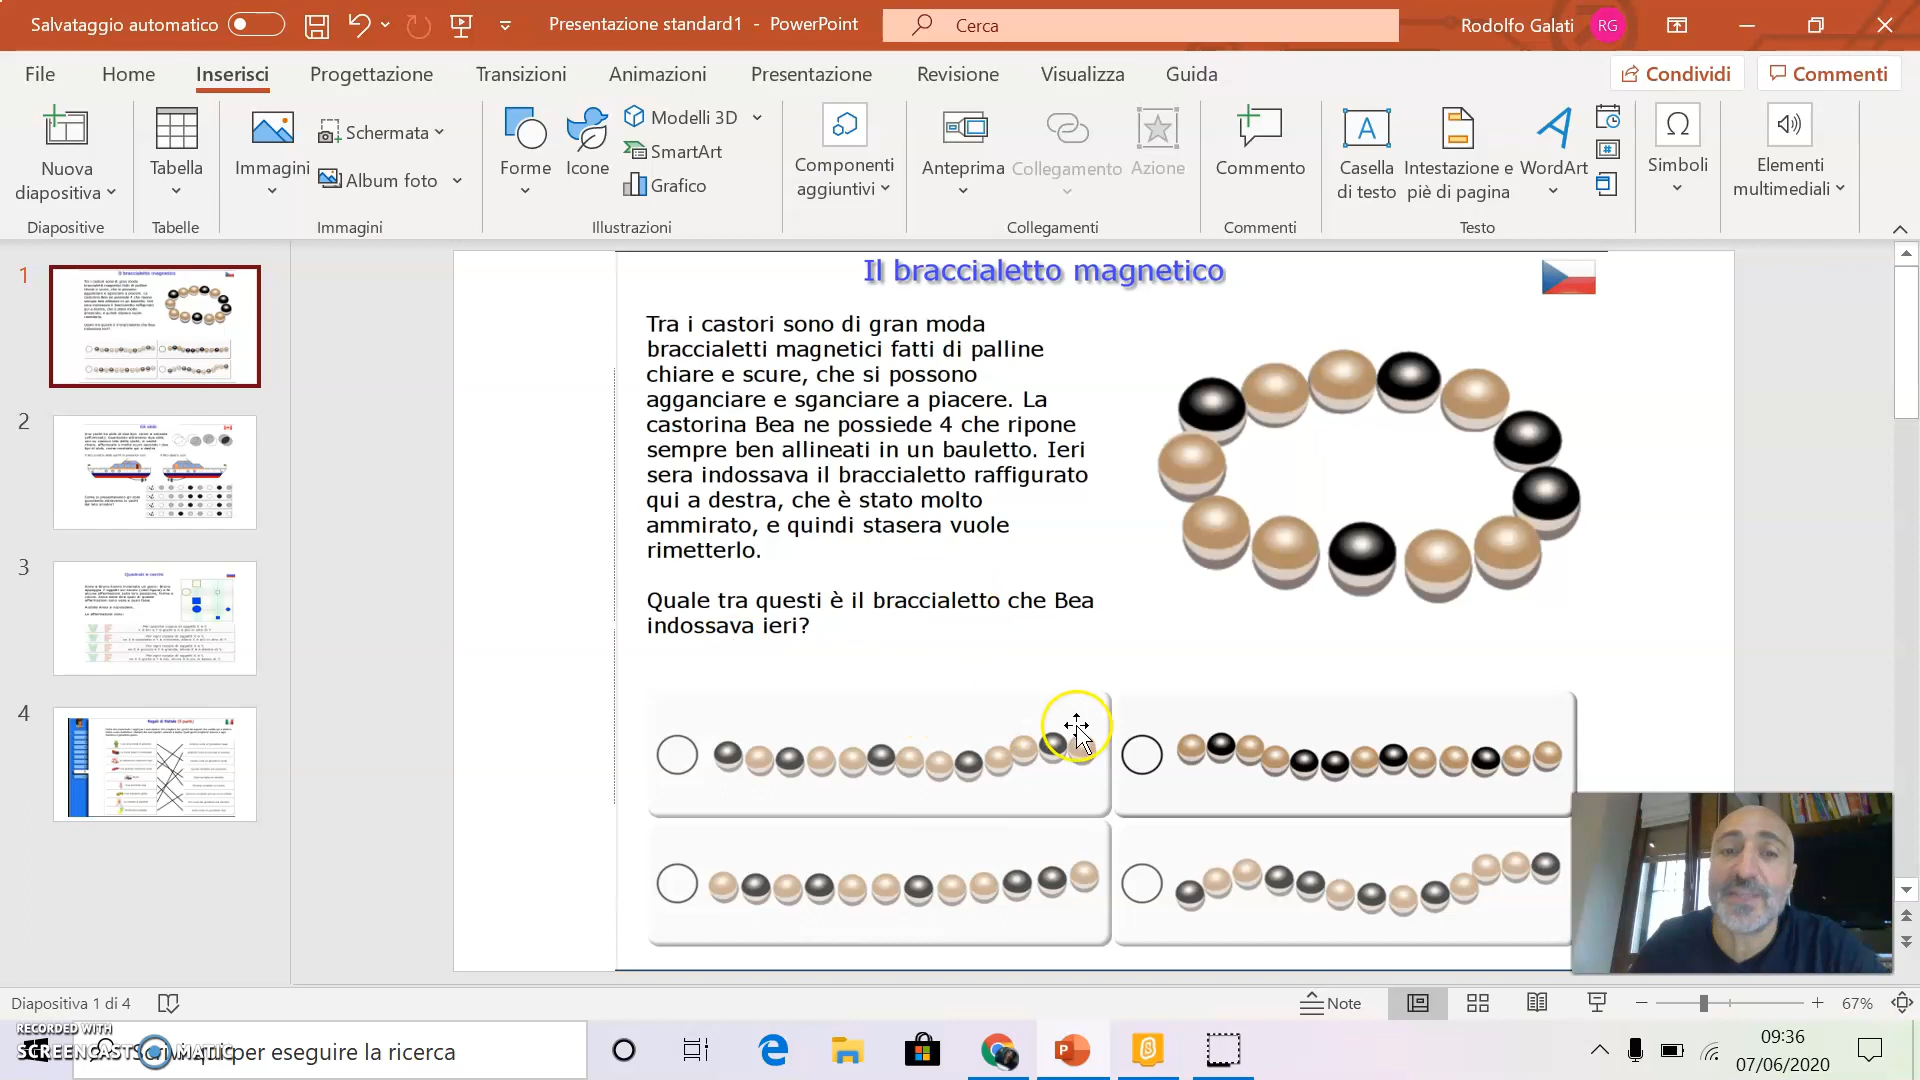 Salvataggio automatico
Presentazione standard1 - PowerPoint
Cerca
Rodolfo Galati RG
File Home Inserisci Progettazione Transizioni Animazioni Presentazione Revisione Visualizza Guida
Condividi Commenti
Nuova
diapositiva
Diapositive
Tabella
Tabelle
Immagini
Schermata
Album foto
Immagini
Forme
Icone
Modelli 3D
SmartArt
Grafico
Illustrazioni
Componenti
aggiuntivi
Anteprima
Collegamento
Azione
Collegamenti
Commento
Commenti
Casella
di testo
Intestazione e
piè di pagina
WordArt
Testo
Simboli
Elementi
multimediali
1
2
3
4
Il braccialetto magnetico
Tra i castori sono di gran moda
braccialetti magnetici fatti di palline
chiare e scure, che si possono
agganciare e sganciare a piacere. La
castorina Bea ne possiede 4 che ripone
sempre ben allineati in un bauletto. Ieri
sera indossava il braccialetto raffigurato
qui a destra, che è stato molto
ammirato, e quindi stasera vuole
rimetterlo.
Quale tra questi è il braccialetto che Bea
indossava ieri?
Diapositiva 1 di 4
Note
67%
RECORDED WITH
SCREENCAST MATIC
per eseguire la ricerca
09:36
07/06/2020